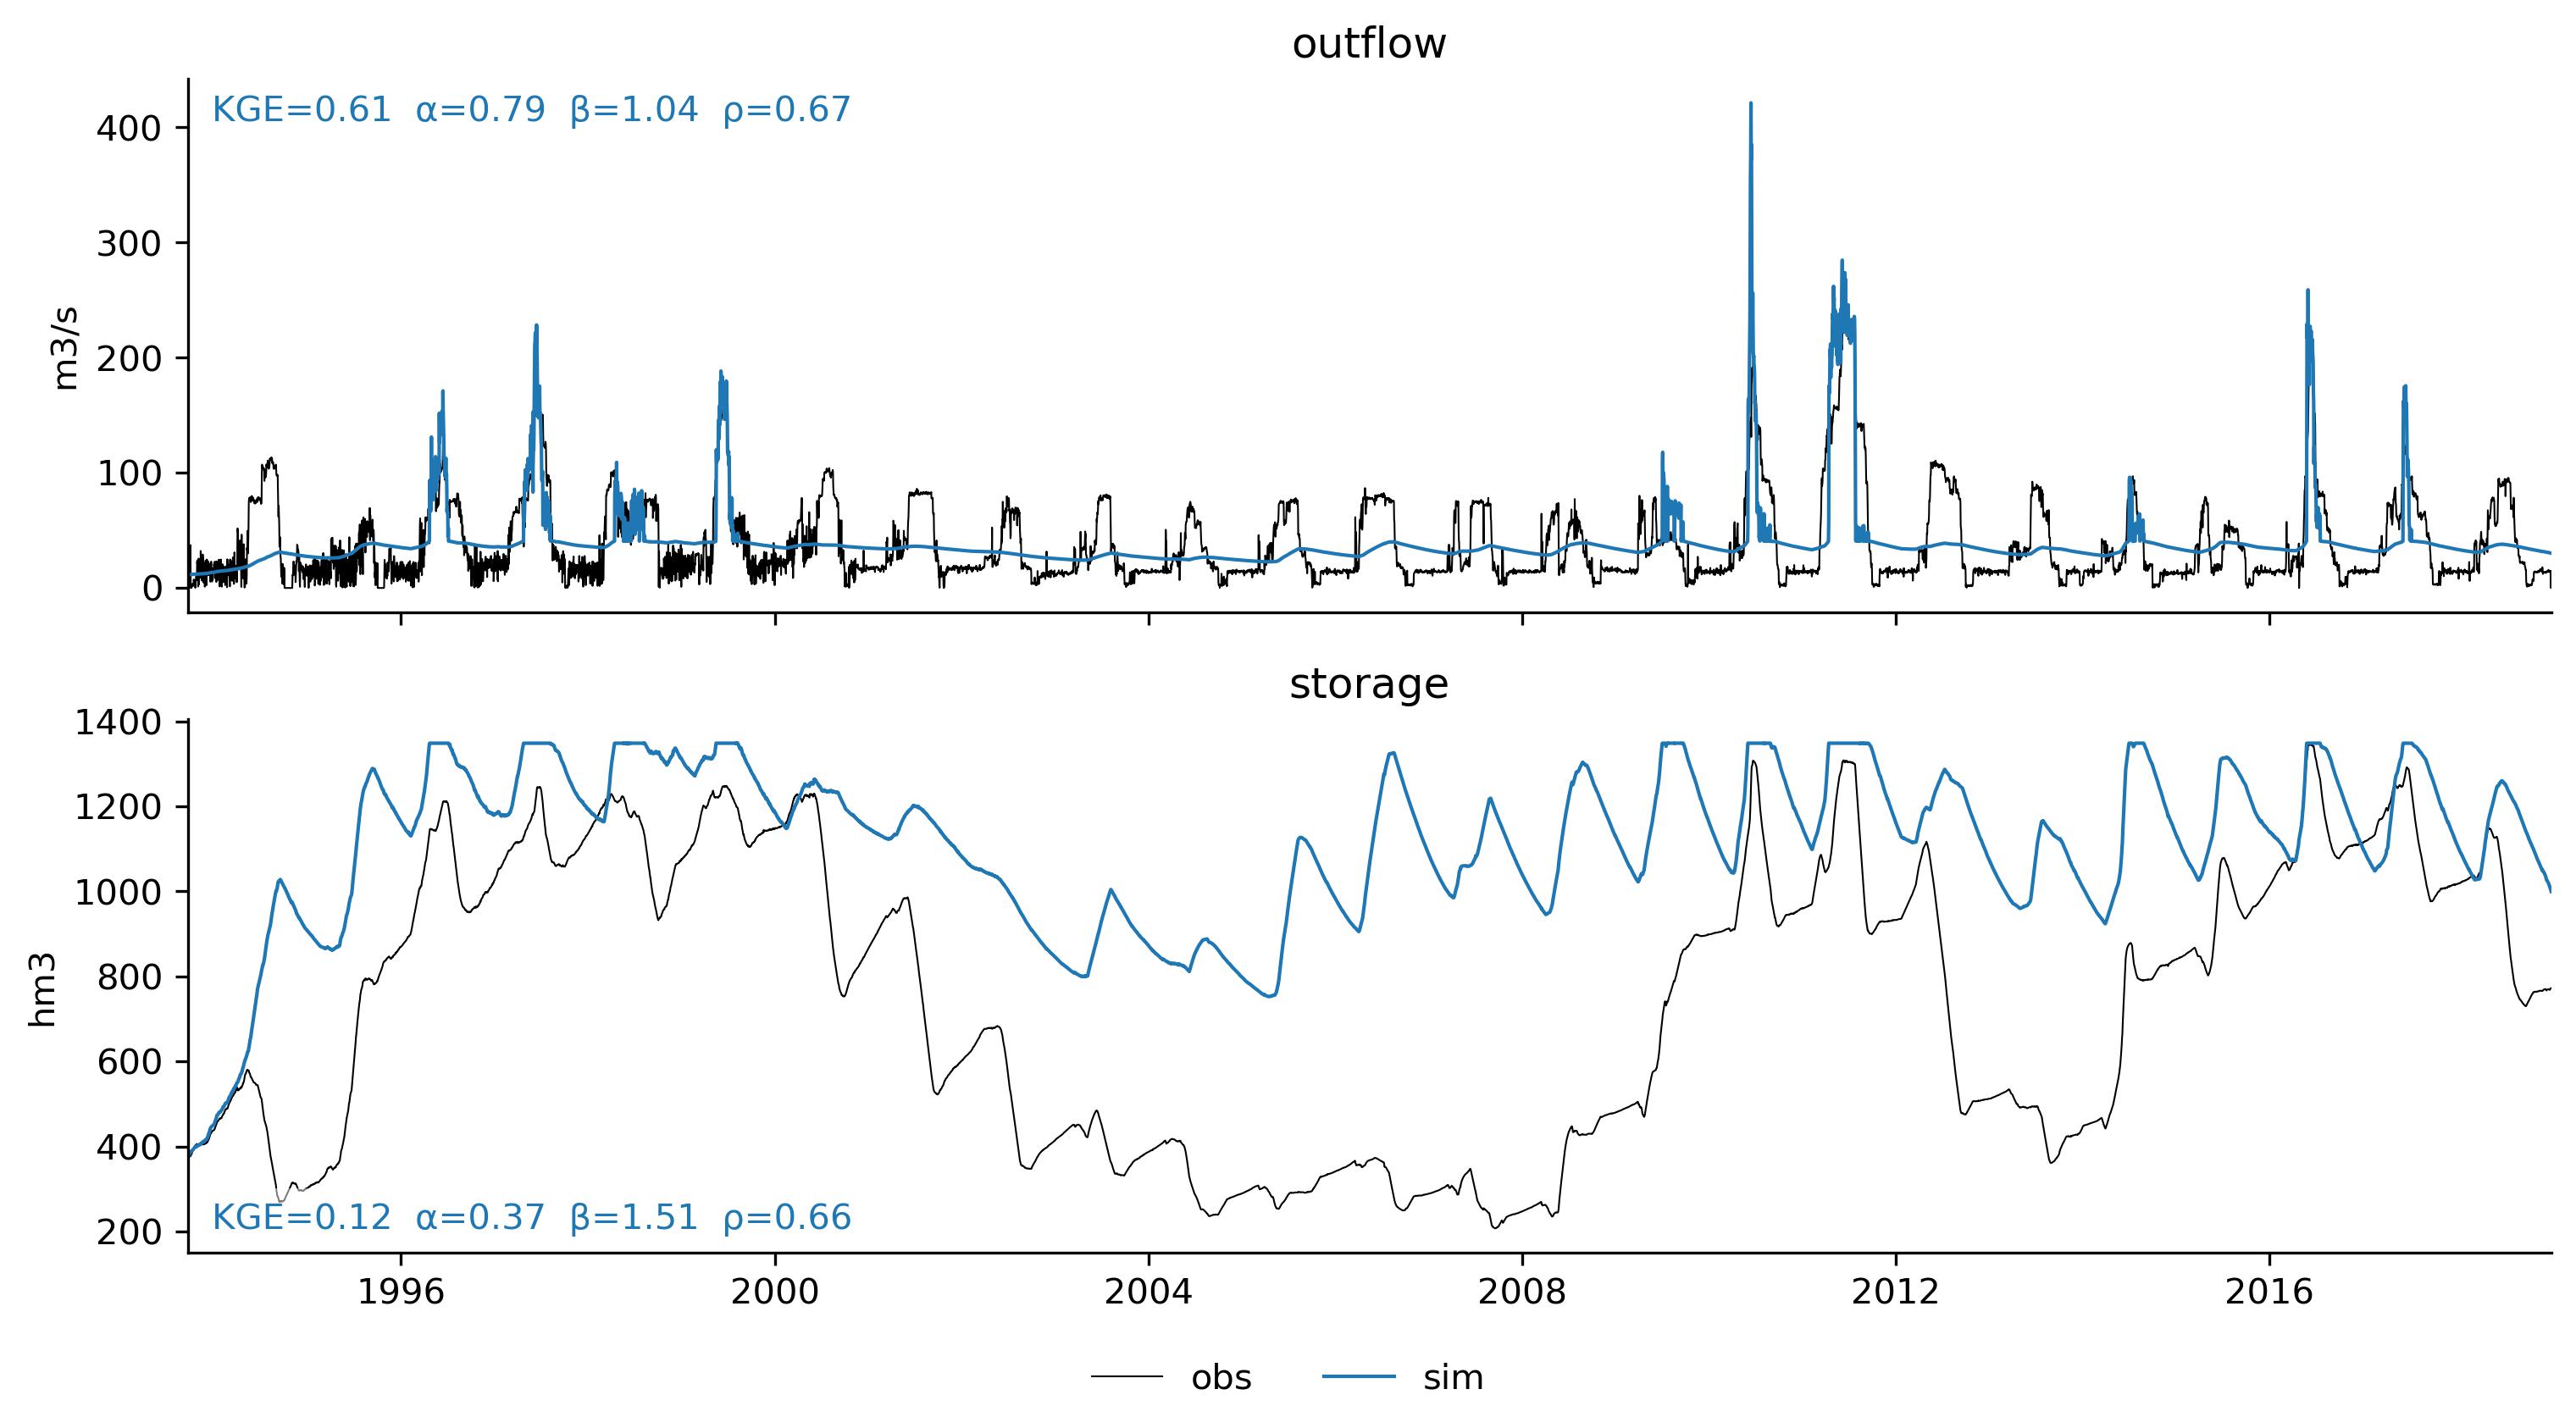 outflow
KGE=0.61 α=0.79 β=1.04 ρ=0.67
400
300
200
100
0
m3/s
storage
1400
1200
1000
800
600
400
200
hm3
KGE=0.12 α=0.37 β=1.51 ρ=0.66
1996 2000 2004 2008 2012 2016
obs sim